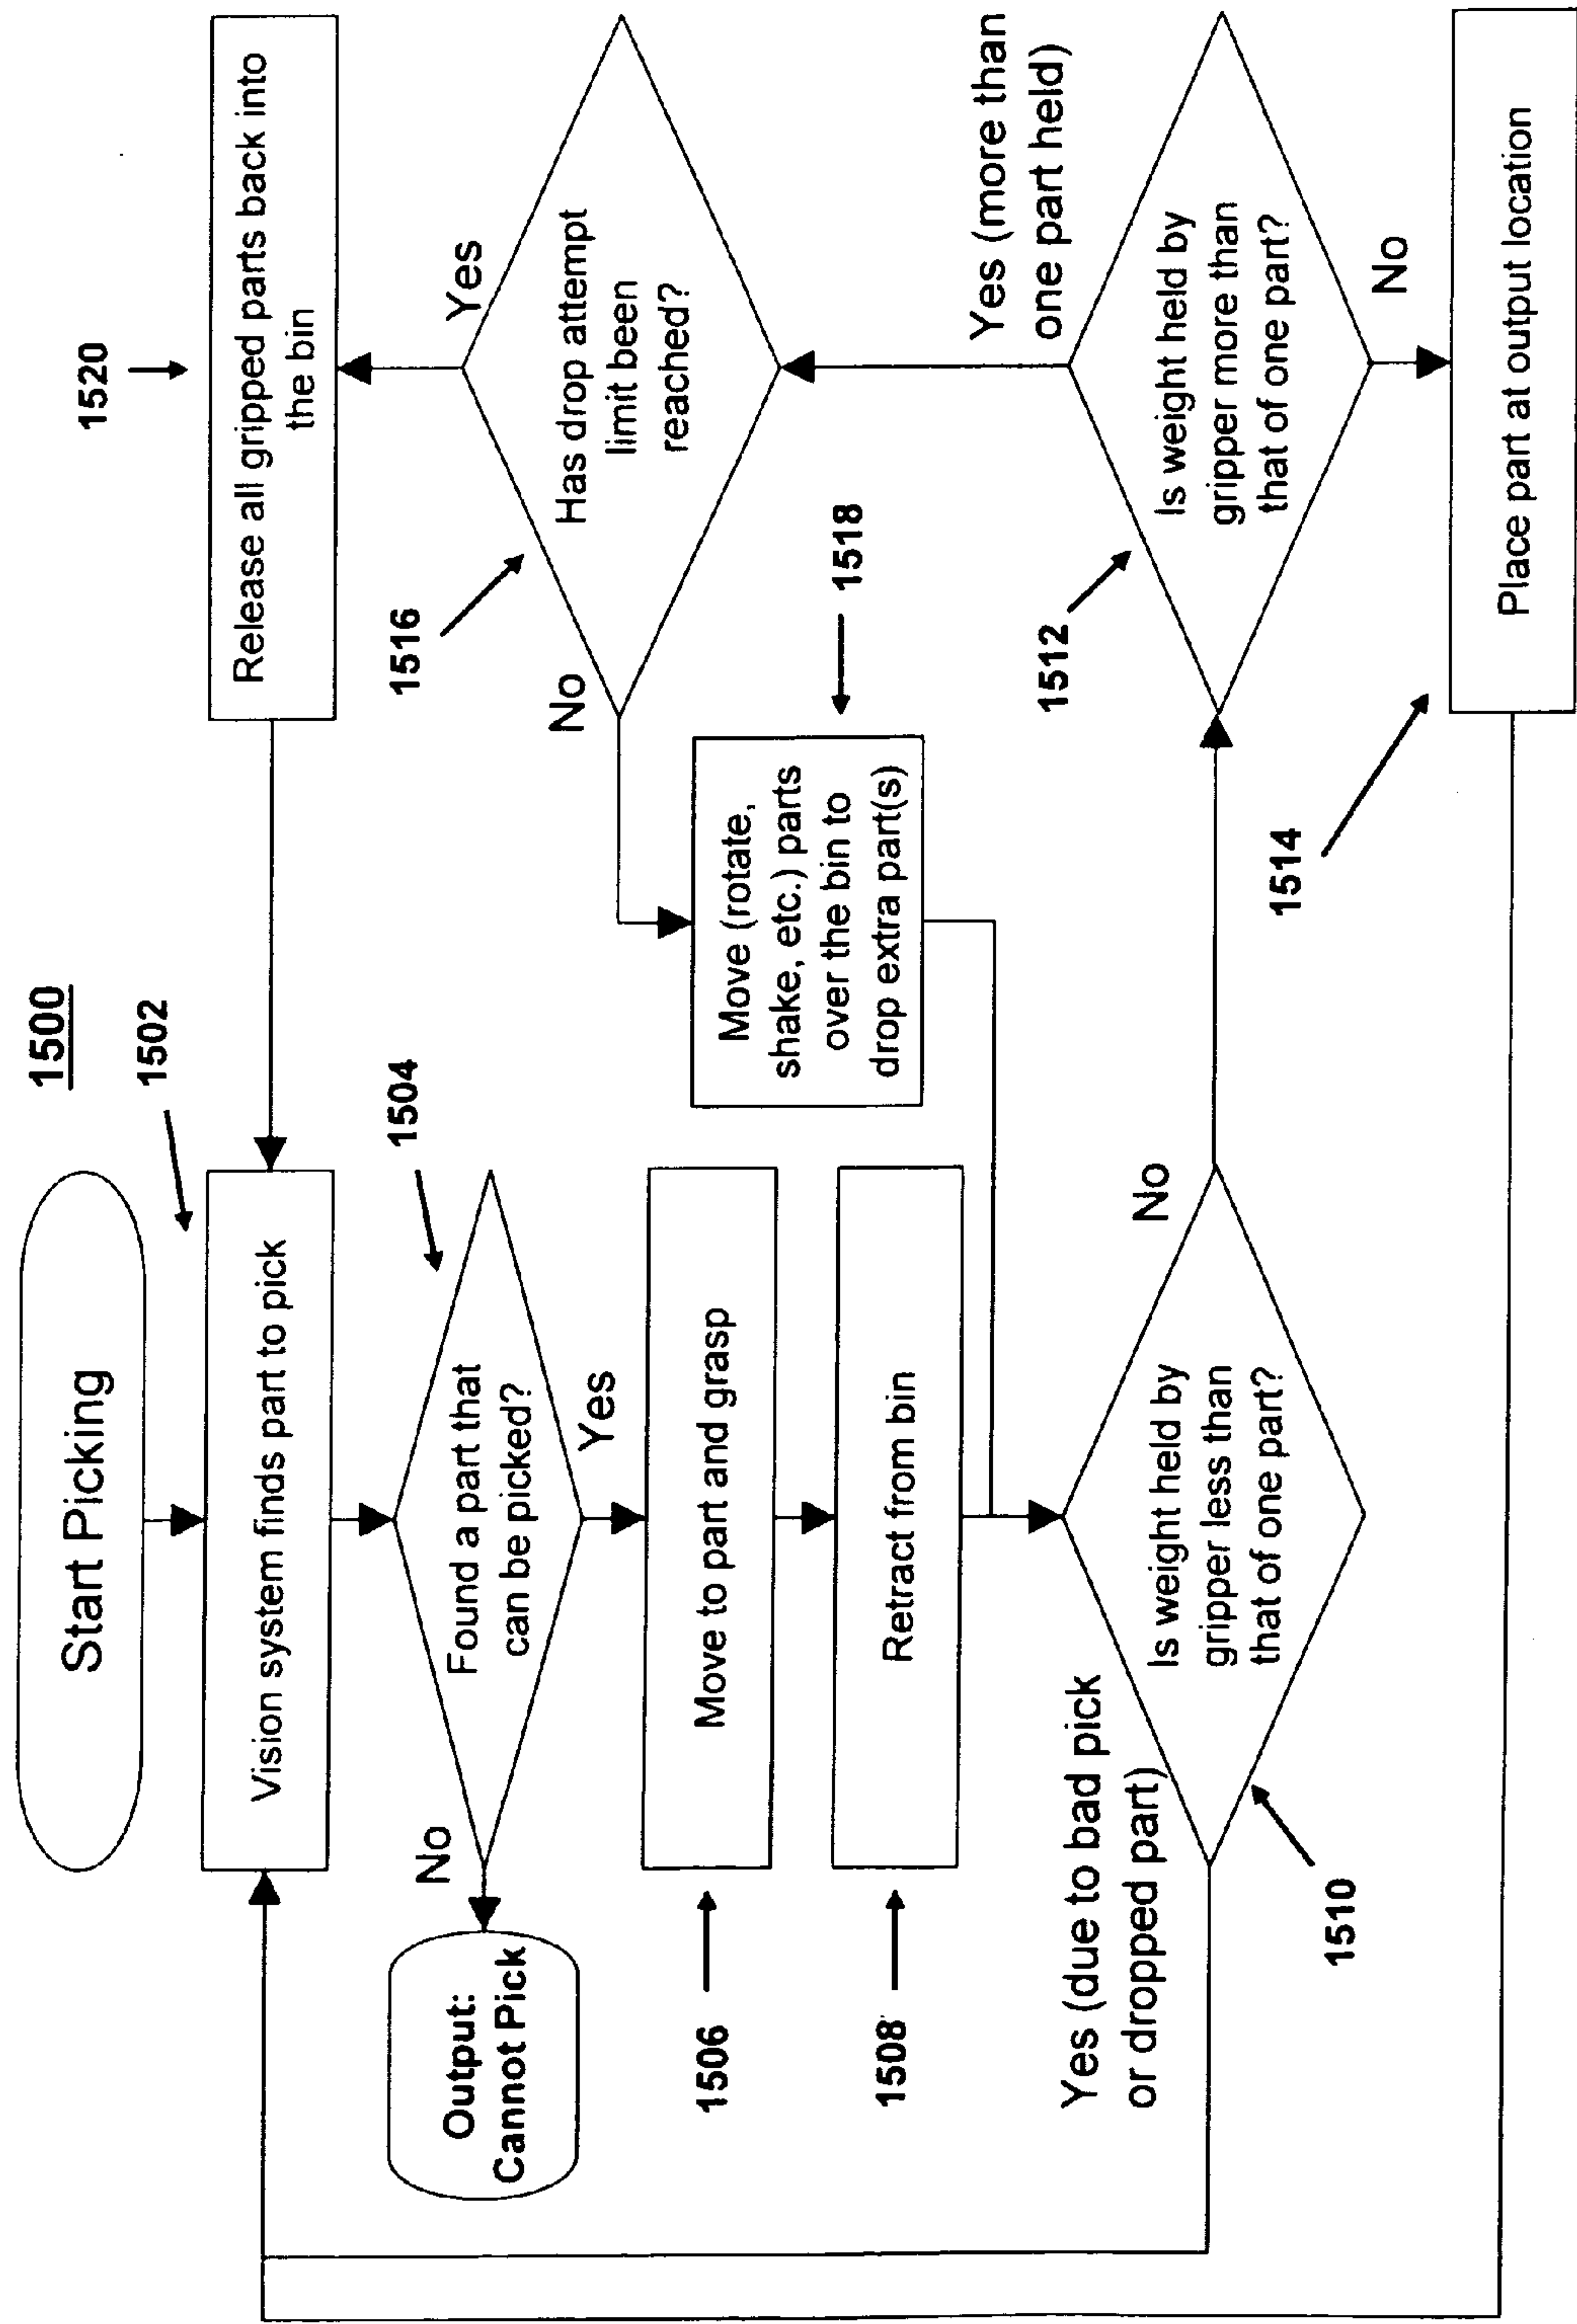 1500
Start Picking
1502
Vision system finds part to pick
1504
Found a part that
can be picked?
No
Output:
Cannot Pick
Yes
1506
Move to part and grasp
1508
Retract from bin
Yes (due to bad pick
or dropped part)
1510
Is weight held by
gripper less than
that of one part?
No
1512
Is weight held by
gripper more than
that of one part?
Yes (more than
one part held)
No
1514
Place part at output location
1516
Has drop attempt
limit been
reached?
No
Yes
1518
Move (rotate,
shake, etc.) parts
over the bin to
drop extra part(s)
1520
Release all gripped parts back into
the bin